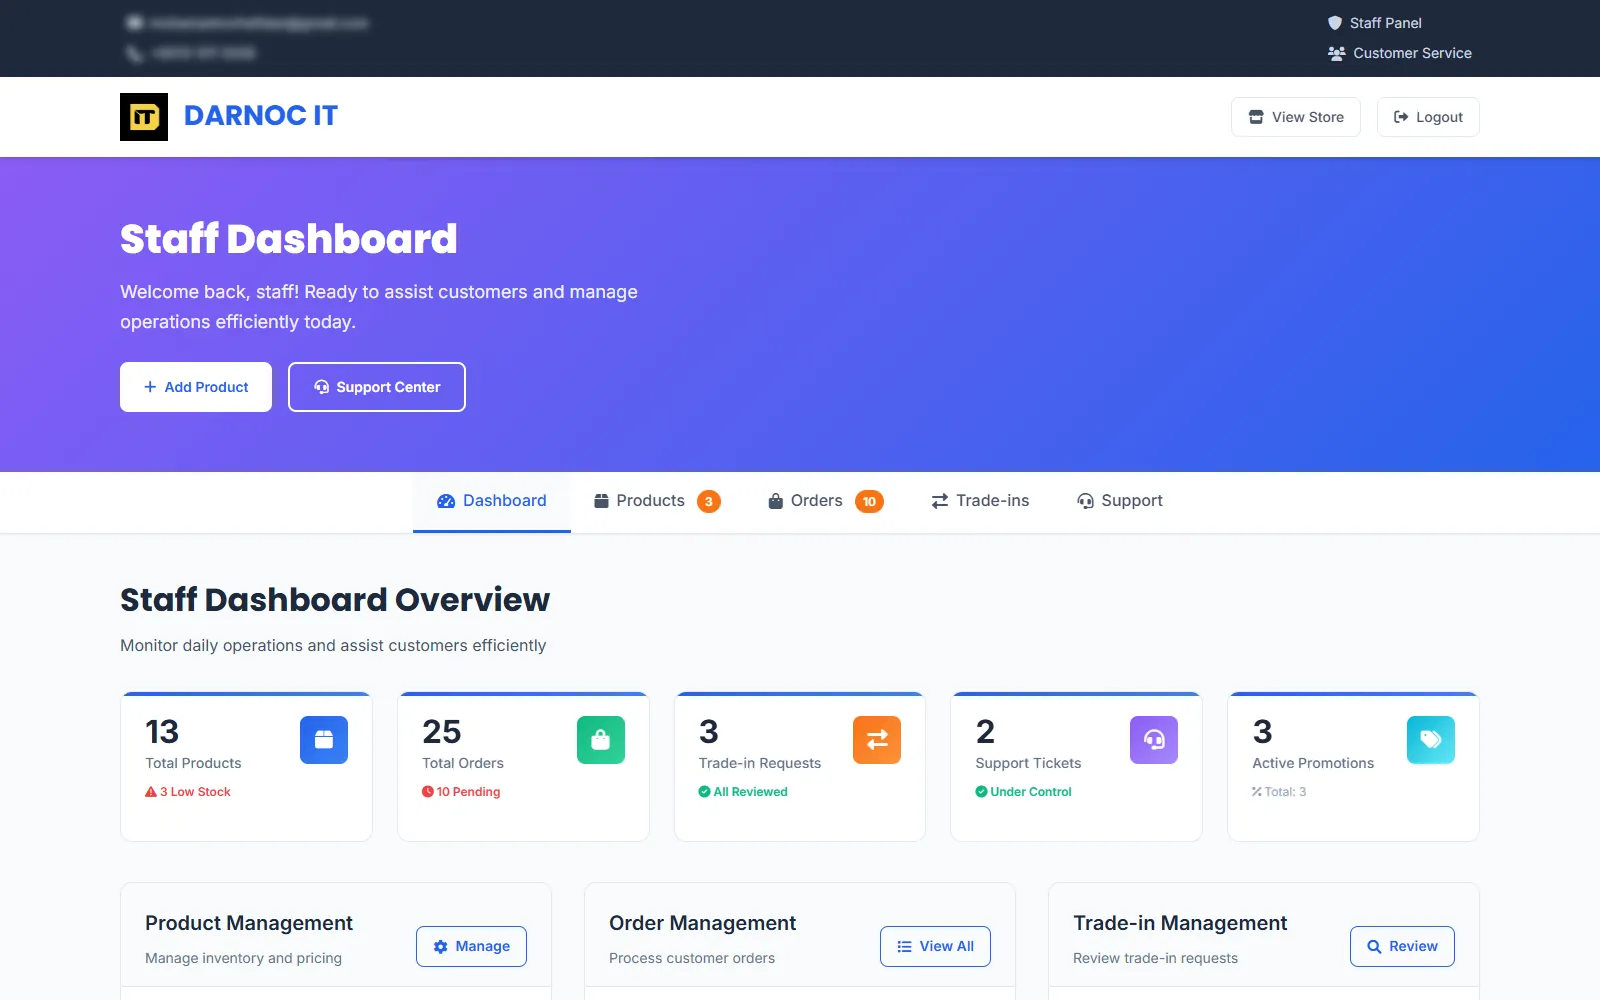 Staff Panel
Customer Service
IT
DARNOC IT
View Store
Logout
Staff Dashboard
Welcome back, staff! Ready to assist customers and manage
operations efficiently today.
Add Product
Support Center
Dashboard
Products 3
Orders 10
Trade-ins
Support
Staff Dashboard Overview
Monitor daily operations and assist customers efficiently
13
Total Products
3 Low Stock
25
Total Orders
10 Pending
3
Trade-in Requests
All Reviewed
2
Support Tickets
Under Control
3
Active Promotions
Total: 3
Product Management
Manage inventory and pricing
Manage
Order Management
Process customer orders
View All
Trade-in Management
Review trade-in requests
Review